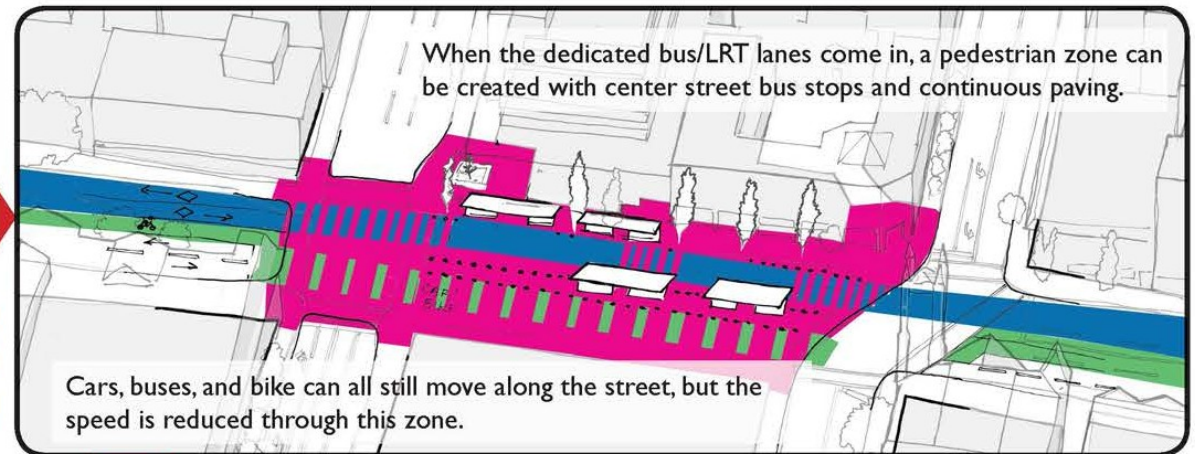 When the dedicated bus/LRT lanes come in, a pedestrian zone can
be created with center street bus stops and continuous paving.
Cars, buses, and bike can all still move along the street, but the
speed is reduced through this zone.